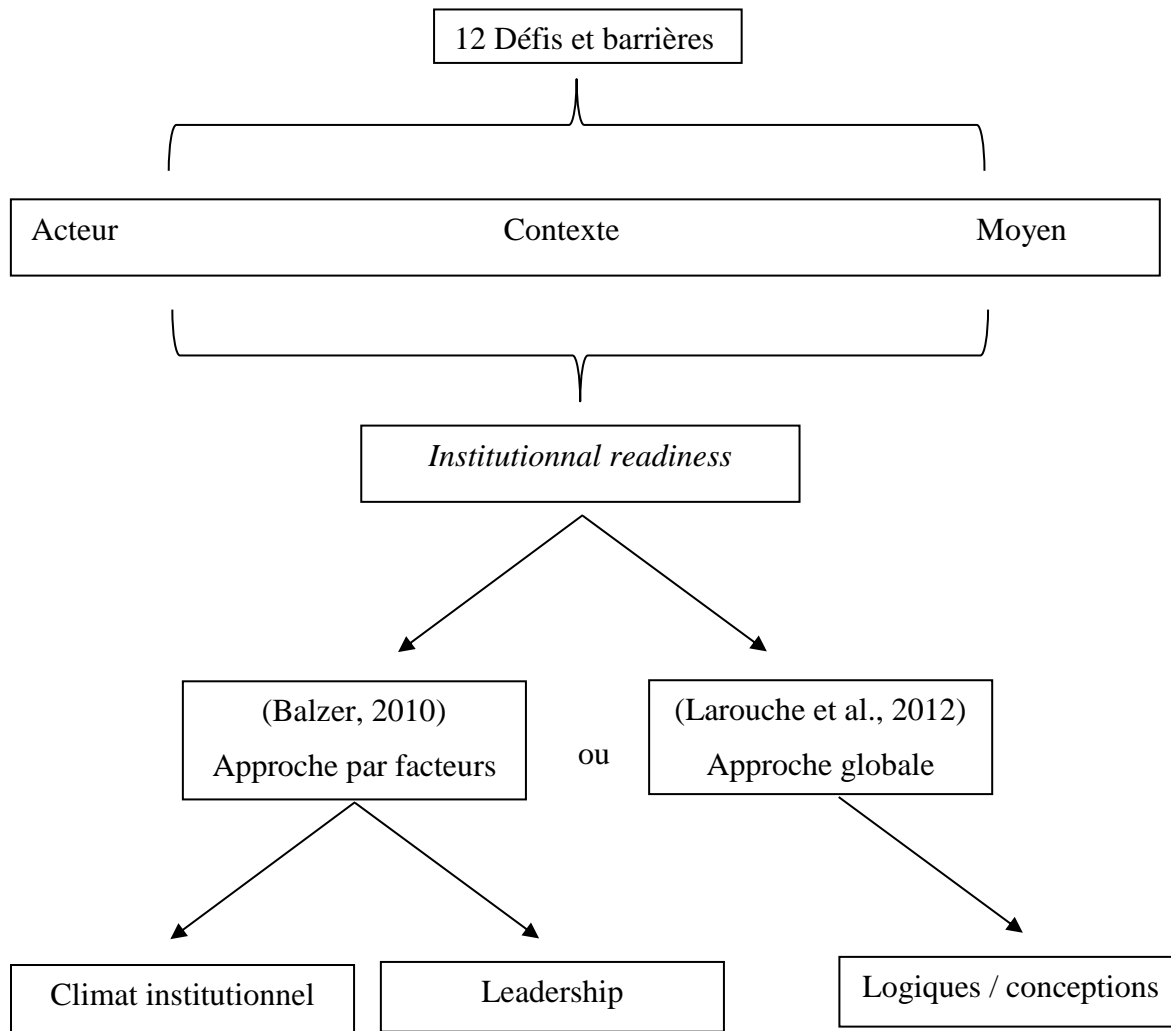 12 Défis et barrières
Acteur Contexte Moyen
Institutionnal readiness
(Balzer, 2010)
Approche par facteurs
ou
(Larouche et al., 2012)
Approche globale
Climat institutionnel
Leadership
Logiques / conceptions